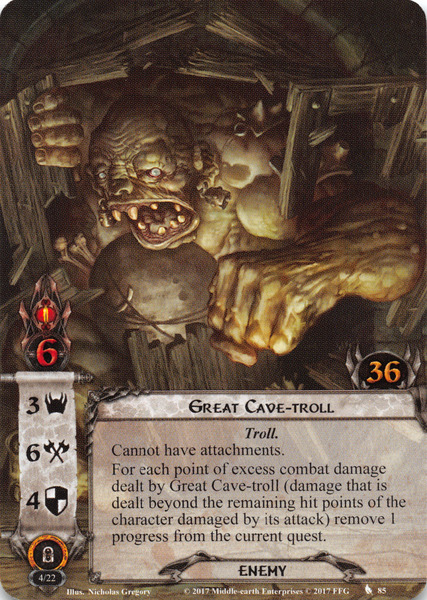 6
36
3
6
4
Great Cave-troll
Troll.
Cannot have attachments.
For each point of excess combat damage
dealt by Great Cave-troll (damage that is
dealt beyond the remaining hit points of the
character damaged by its attack) remove 1
progress from the current quest.
4/22
ENEMY
Illus. Nicholas Gregory © 2017 Middle-earth Enterprises © 2017 FFG 85